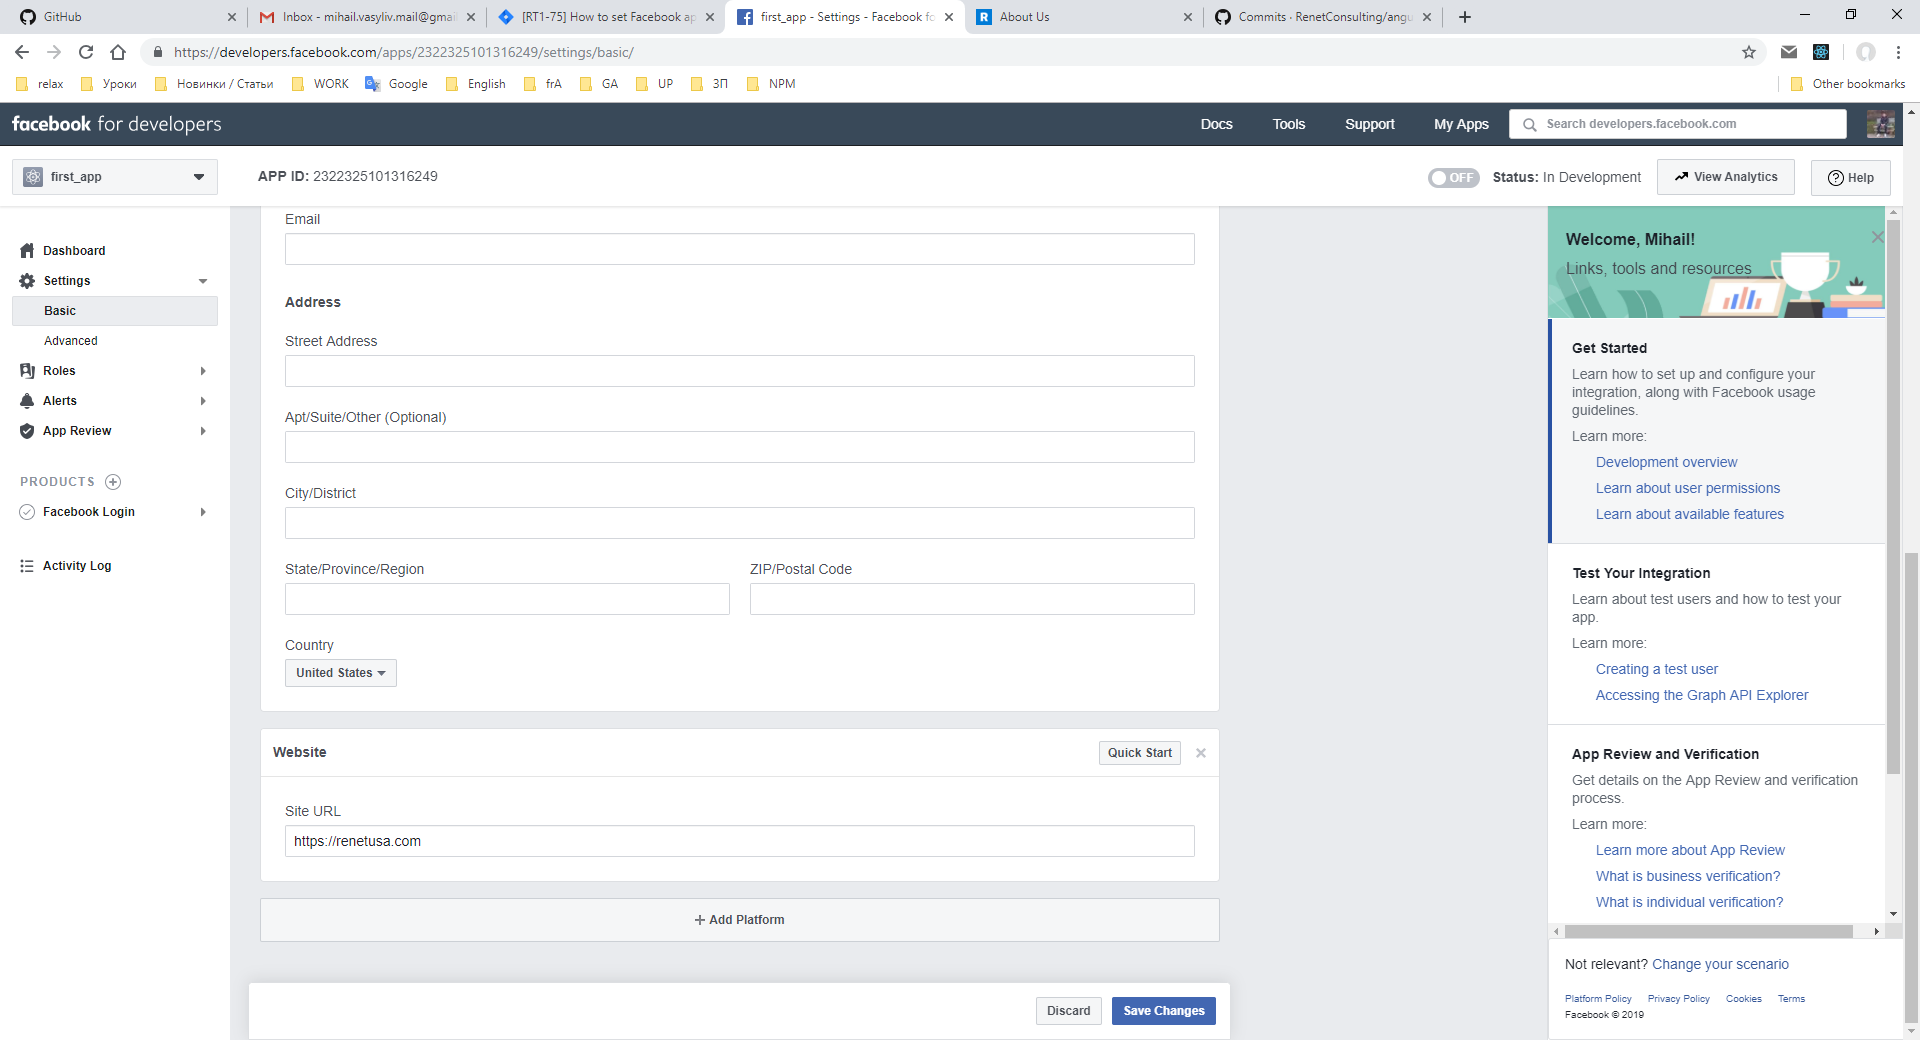 GitHub
Inbox - mihail.vasyliv.mail@gmai
[RT1-75] How to set Facebook ap
first_app - Settings - Facebook fo
About Us
Commits · RenetConsulting/angu
https://developers.facebook.com/apps/2322325101316249/settings/basic/
relax
Уроки
Новинки / Статьи
WORK
Google
English
frA
GA
UP
ЗП
NPM
Other bookmarks
facebook for developers
Docs
Tools
Support
My Apps
Search developers.facebook.com
first_app
APP ID: 2322325101316249
OFF
Status: In Development
View Analytics
Help
Dashboard
Settings
Basic
Advanced
Roles
Alerts
App Review
PRODUCTS
Facebook Login
Activity Log
Email
Address
Street Address
Apt/Suite/Other (Optional)
City/District
State/Province/Region
ZIP/Postal Code
Country
United States
Website
Quick Start
Site URL
https://renetusa.com
Add Platform
Discard
Save Changes
Welcome, Mihail!
Links, tools and resources
Get Started
Learn how to set up and configure your
integration, along with Facebook usage
guidelines.
Learn more:
Development overview
Learn about user permissions
Learn about available features
Test Your Integration
Learn about test users and how to test your
app.
Learn more:
Creating a test user
Accessing the Graph API Explorer
App Review and Verification
Get details on the App Review and verification
process.
Learn more:
Learn more about App Review
What is business verification?
What is individual verification?
Not relevant? Change your scenario
Platform Policy
Privacy Policy
Cookies
Terms
Facebook © 2019